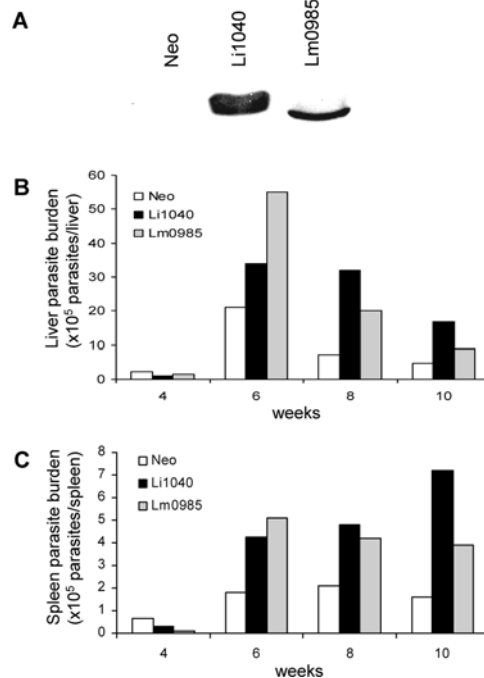 A
Neo
Li1040
Lm0985
B
Liver parasite burden
(x10⁵ parasites/liver)
60
50
40
30
20
10
0
Neo
Li1040
Lm0985
4
6
8
10
weeks
C
Spleen parasite burden
(x10⁵ parasites/spleen)
8
7
6
5
4
3
2
1
0
Neo
Li1040
Lm0985
4
6
8
10
weeks